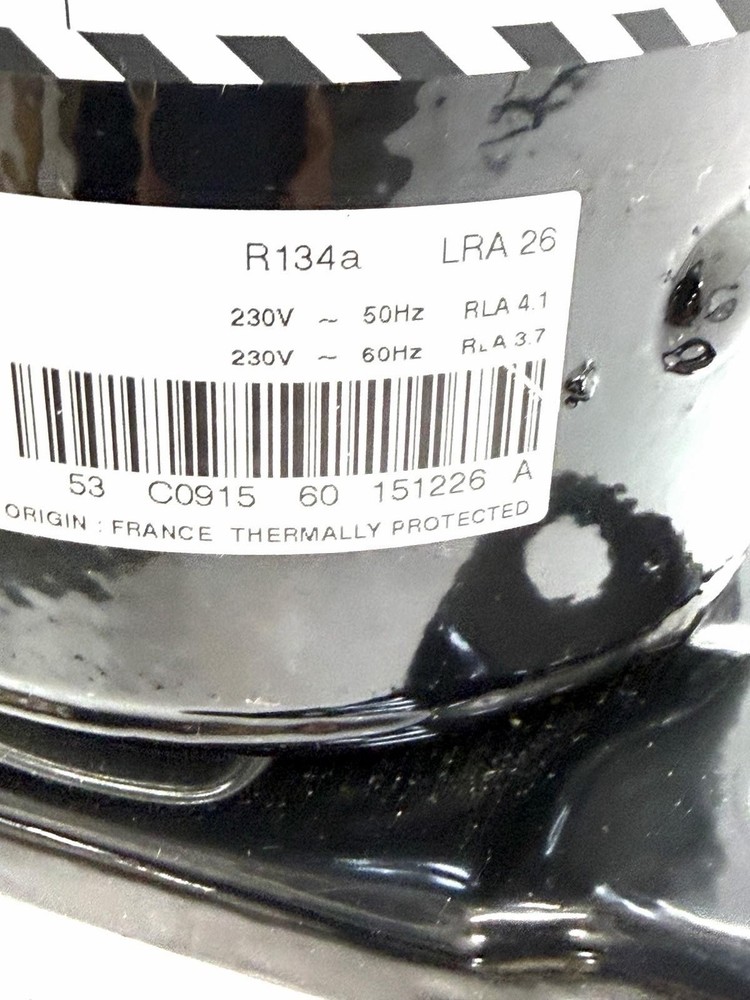 R134a LRA 26
230V ~ 50Hz RLA 4.1
230V ~ 60Hz RLA 3.7
53 C0915 60 151226 A
ORIGIN : FRANCE THERMALLY PROTECTED